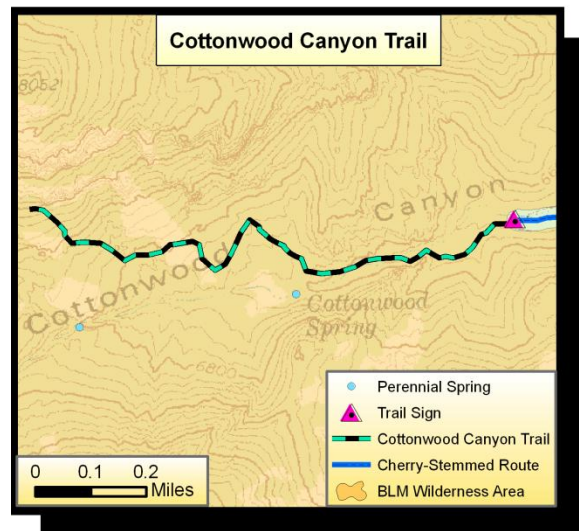 Cottonwood Canyon Trail
8052
Canyon
Cottonwood
Cottonwood
Spring
6800
Perennial Spring
Trail Sign
Cottonwood Canyon Trail
Cherry-Stemmed Route
BLM Wilderness Area
0 0.1 0.2
Miles